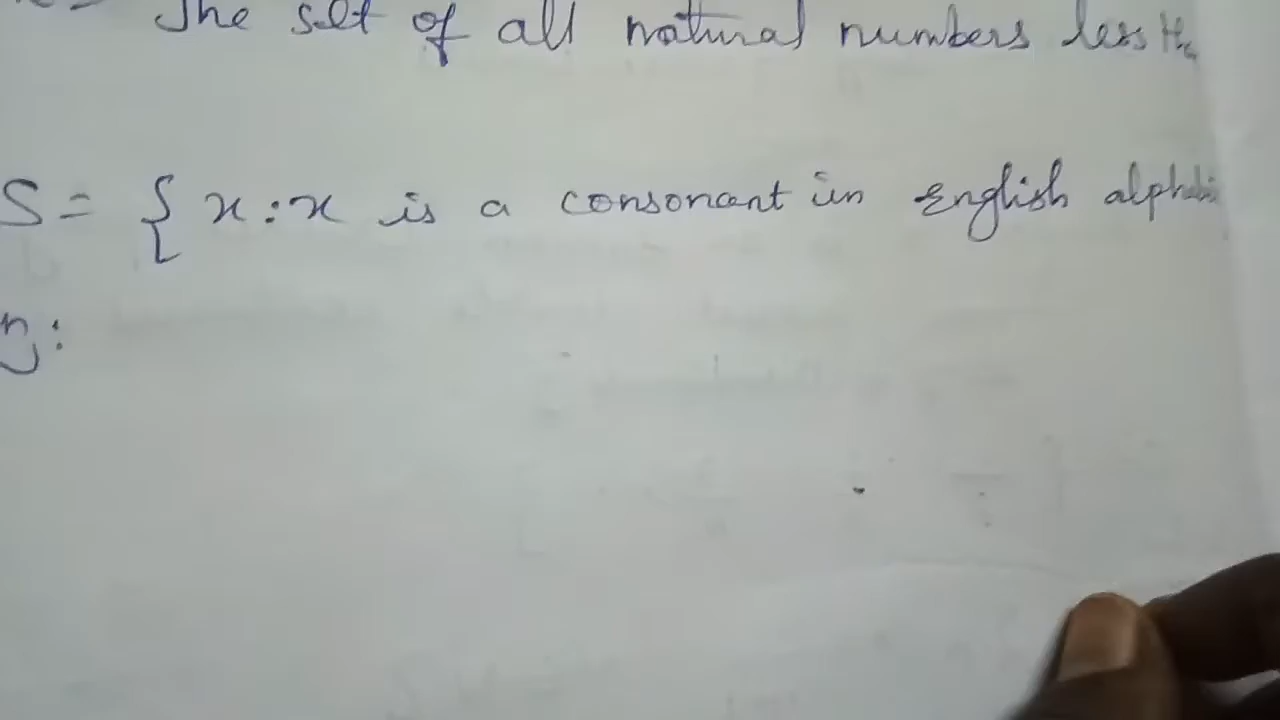 The set of all natural numbers less
S = { x : x is a consonant in English